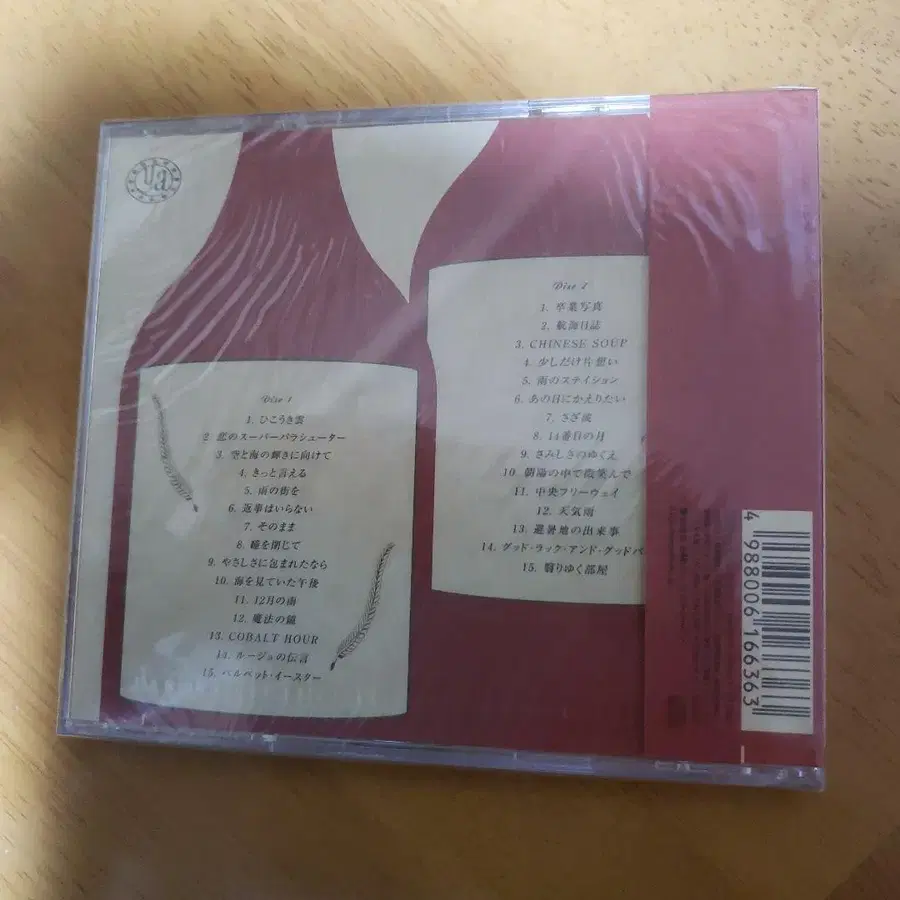 ya
Disc 1
1. ひこうき雲
2. 恋のスーパーパラシューター
3. 空と海の輝きに向けて
4. きっと言える
5. 雨の街を
6. 返事はいらない
7. そのまま
8. 瞳を閉じて
9. やさしさに包まれたなら
10. 海を見ていた午後
11. 12月の雨
12. 魔法の鏡
13. COBALT HOUR
14. ルージュの伝言
15. ベルベット・イースター
Disc 2
1. 卒業写真
2. 航海日誌
3. CHINESE SOUP
4. 少しだけ片想い
5. 雨のステイション
6. あの日にかえりたい
7. さざ波
8. 14番目の月
9. さみしさのゆくえ
10. 朝陽の中で微笑んで
11. 中央フリーウェイ
12. 天気雨
13. 避暑地の出来事
14. グッド・ラック・アンド・グッドバ
15. 翳りゆく部屋
4 988006 166363